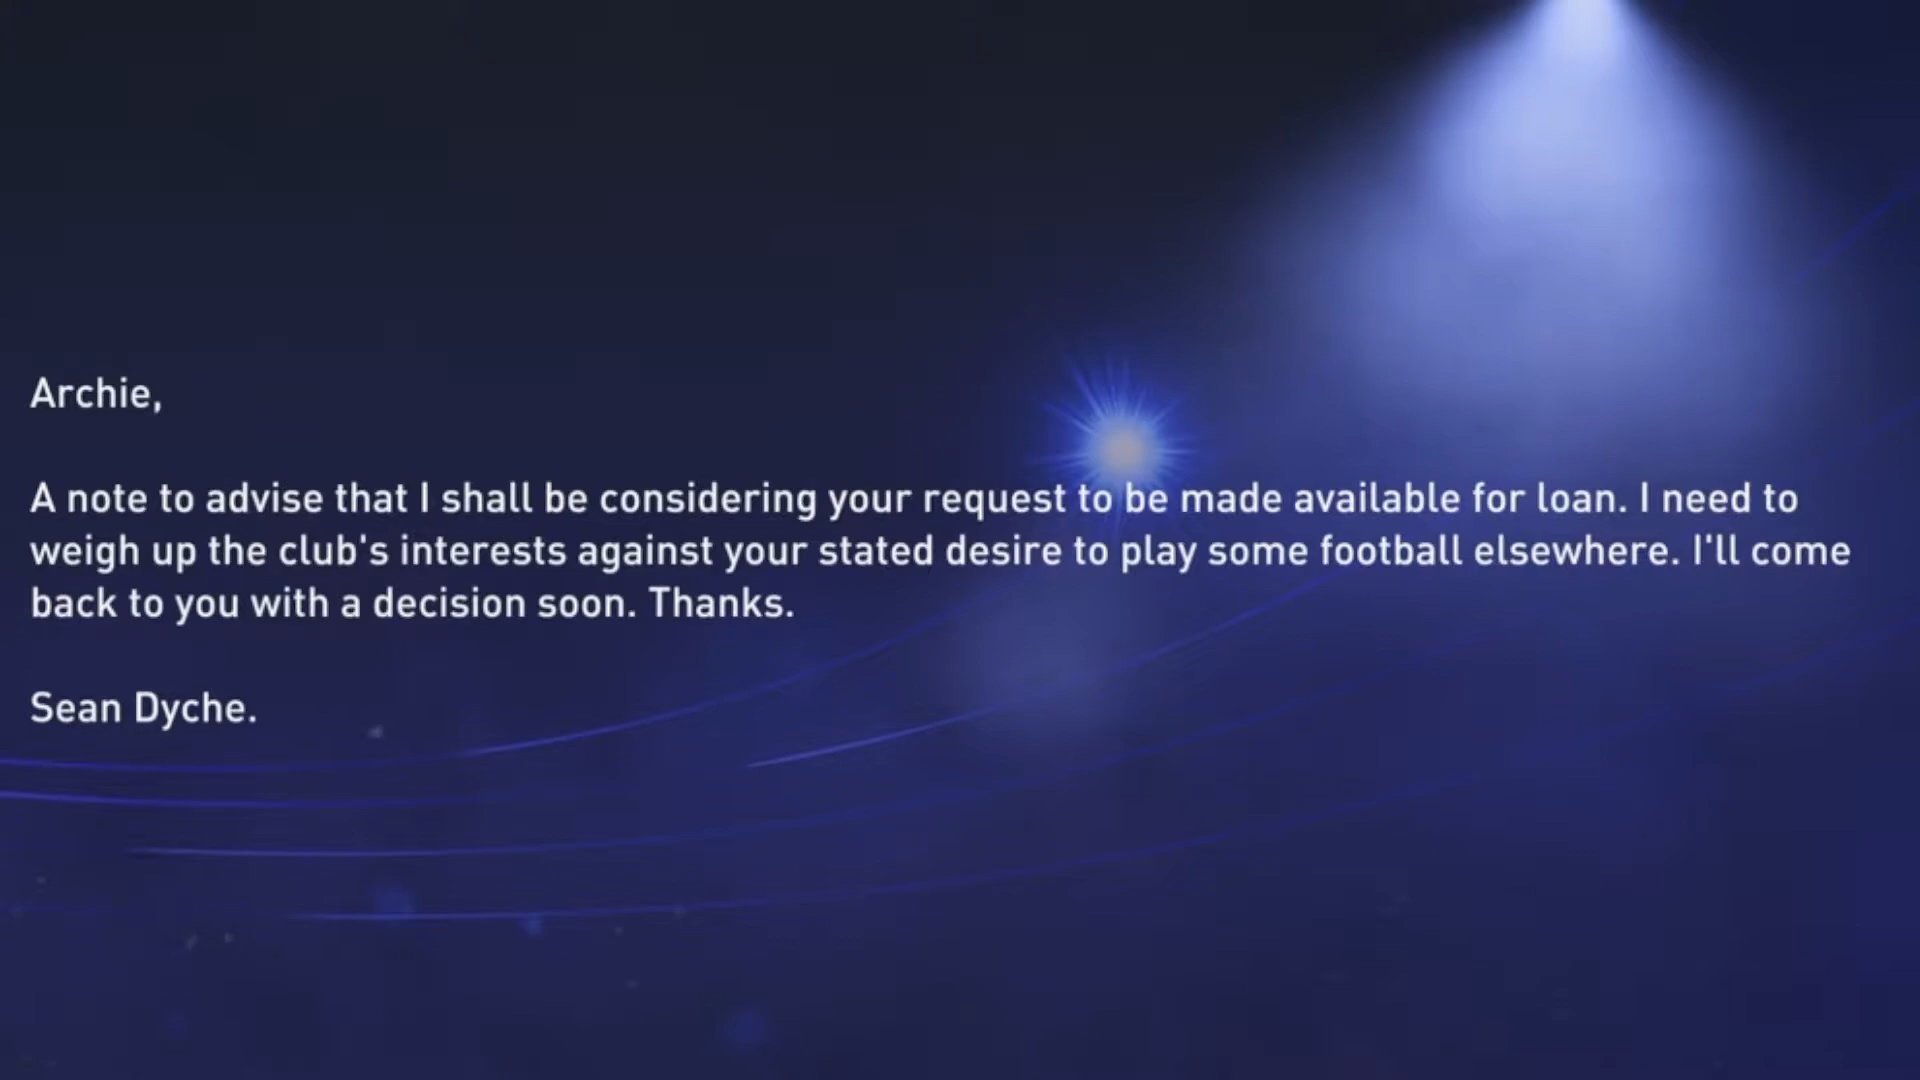 Archie,
A note to advise that I shall be considering your request to be made available for loan. I need to
weigh up the club's interests against your stated desire to play some football elsewhere. I'll come
back to you with a decision soon. Thanks.
Sean Dyche.